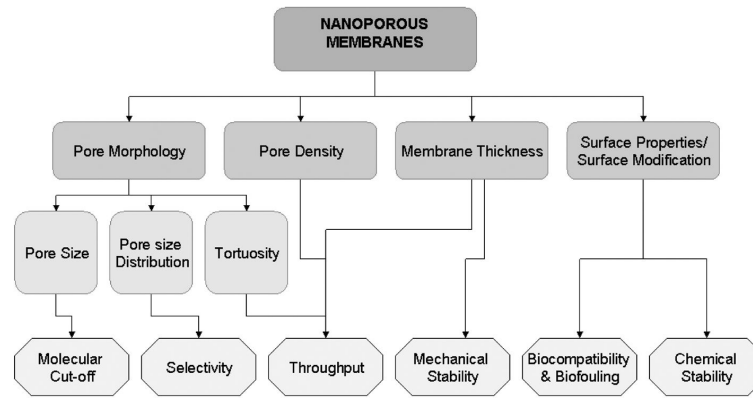 NANOPOROUS
MEMBRANES
Pore Morphology
Pore Density
Membrane Thickness
Surface Properties/
Surface Modification
Pore Size
Pore size
Distribution
Tortuosity
Molecular
Cut-off
Selectivity
Throughput
Mechanical
Stability
Biocompatibility
& Biofouling
Chemical
Stability